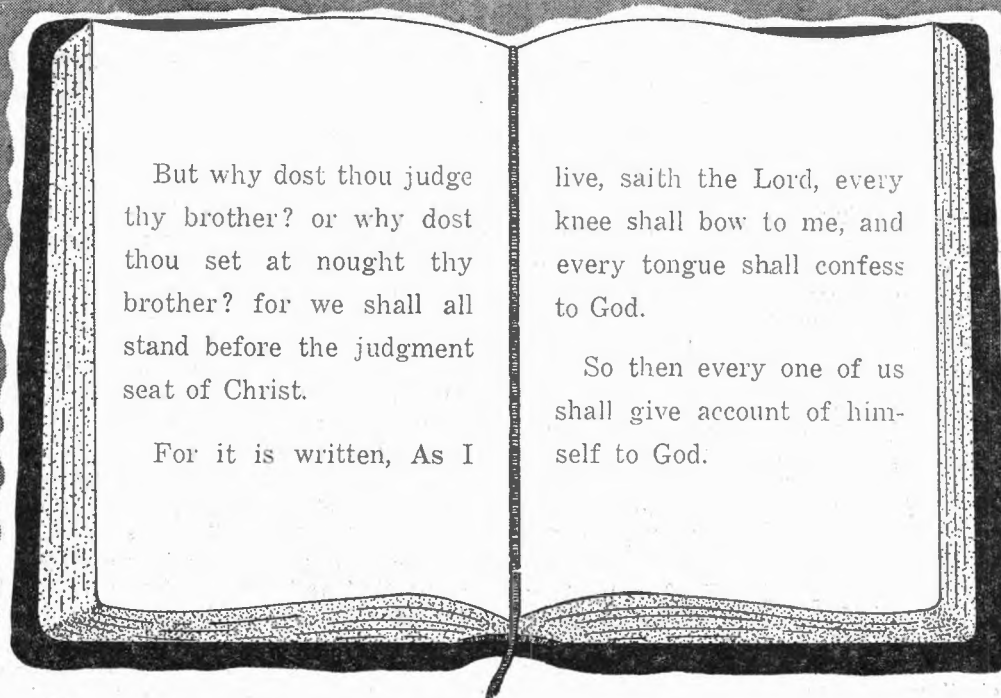 But why dost thou judge
thy brother? or why dost
thou set at nought thy
brother? for we shall all
stand before the judgment
seat of Christ.
For it is written, As I
live, saith the Lord, every
knee shall bow to me, and
every tongue shall confess
to God.
So then every one of us
shall give account of him-
self to God.